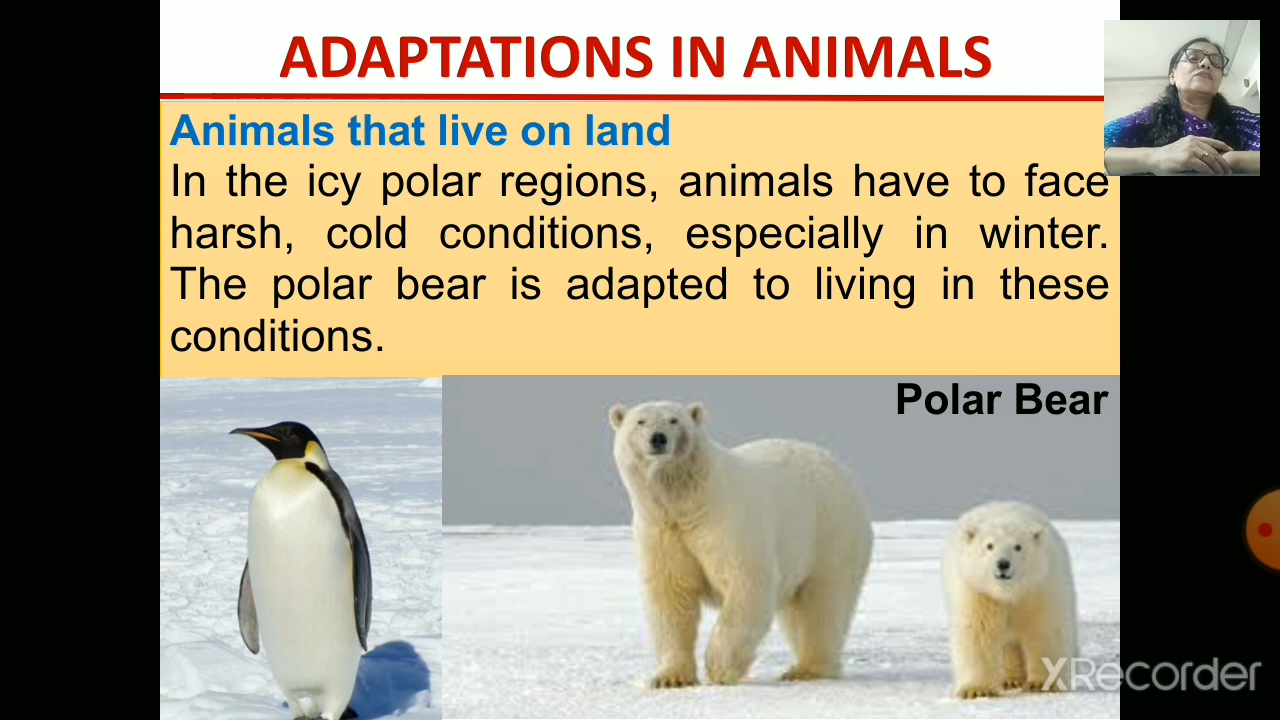 ADAPTATIONS IN ANIMALS
Animals that live on land
In the icy polar regions, animals have to face
harsh, cold conditions, especially in winter.
The polar bear is adapted to living in these
conditions.
Polar Bear
XRecorder